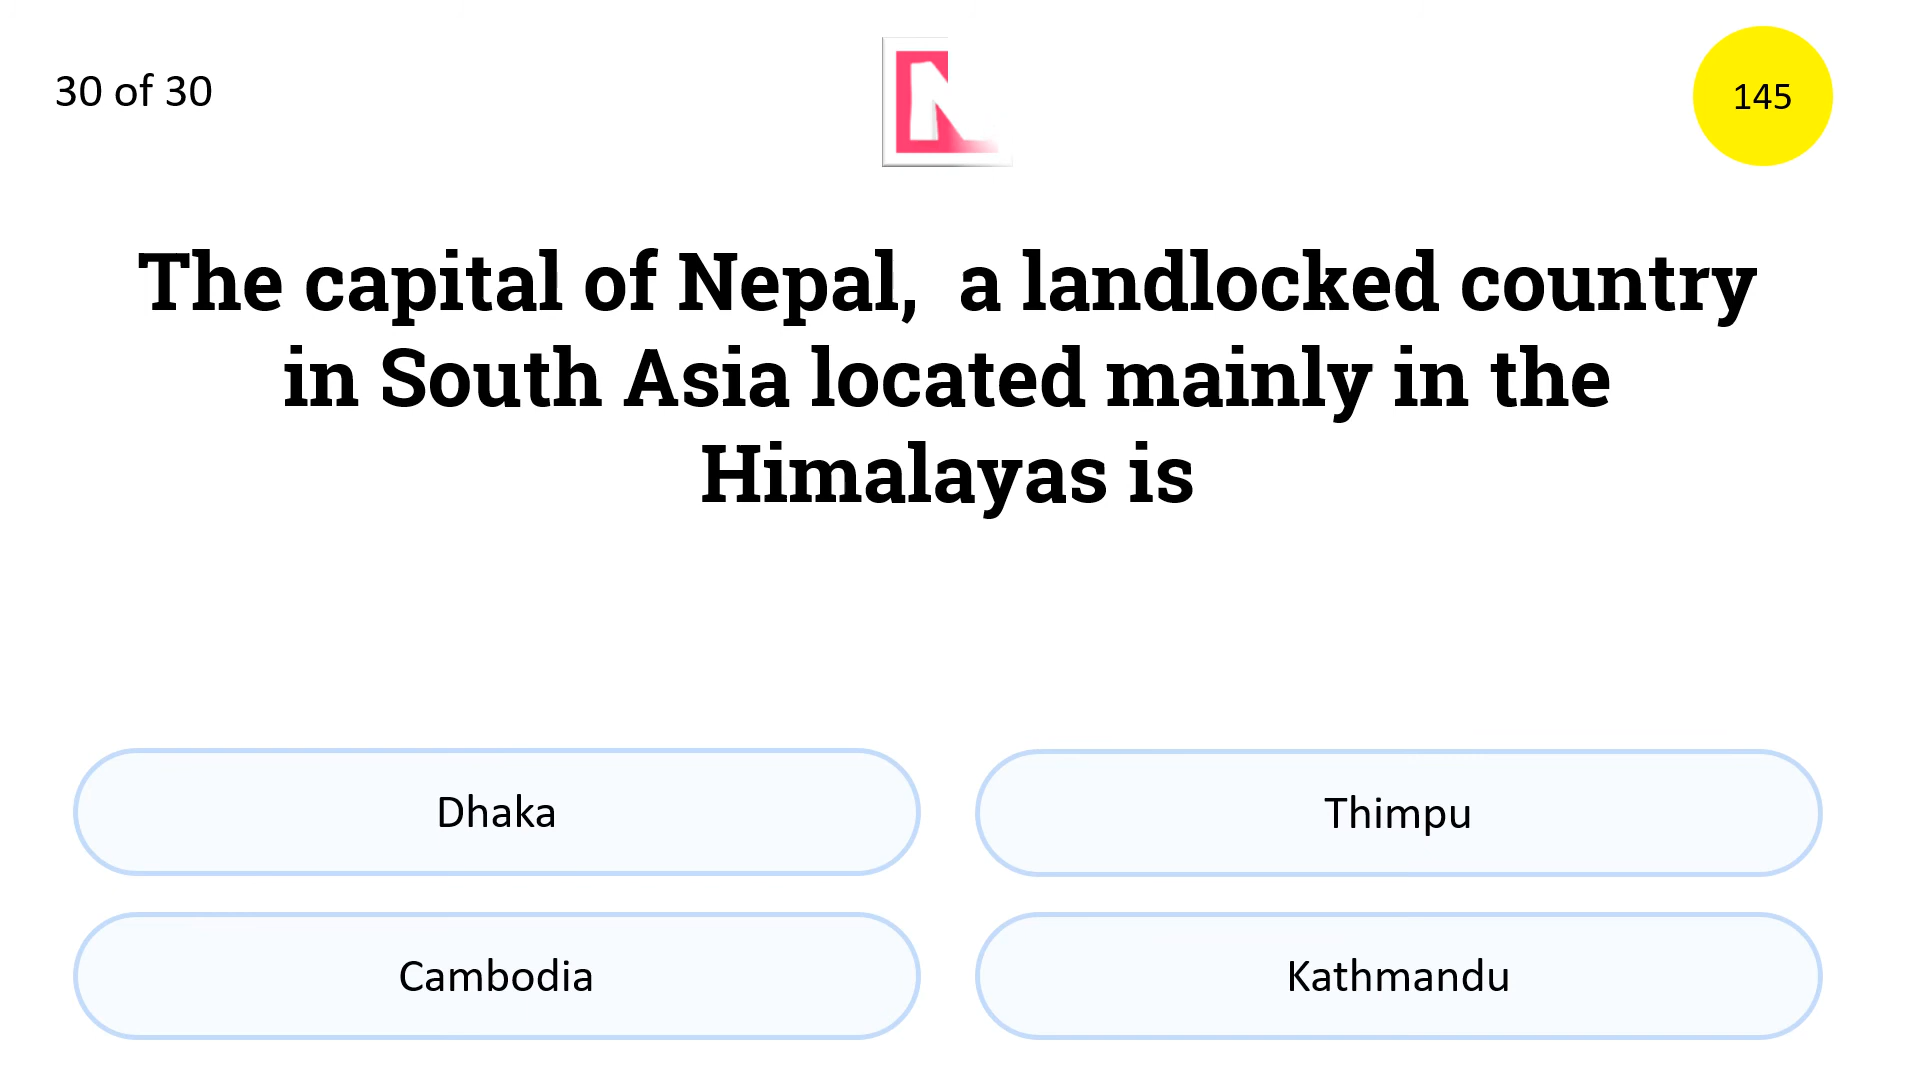 30 of 30
145
The capital of Nepal,  a landlocked country
in South Asia located mainly in the
Himalayas is
Dhaka
Thimpu
Cambodia
Kathmandu